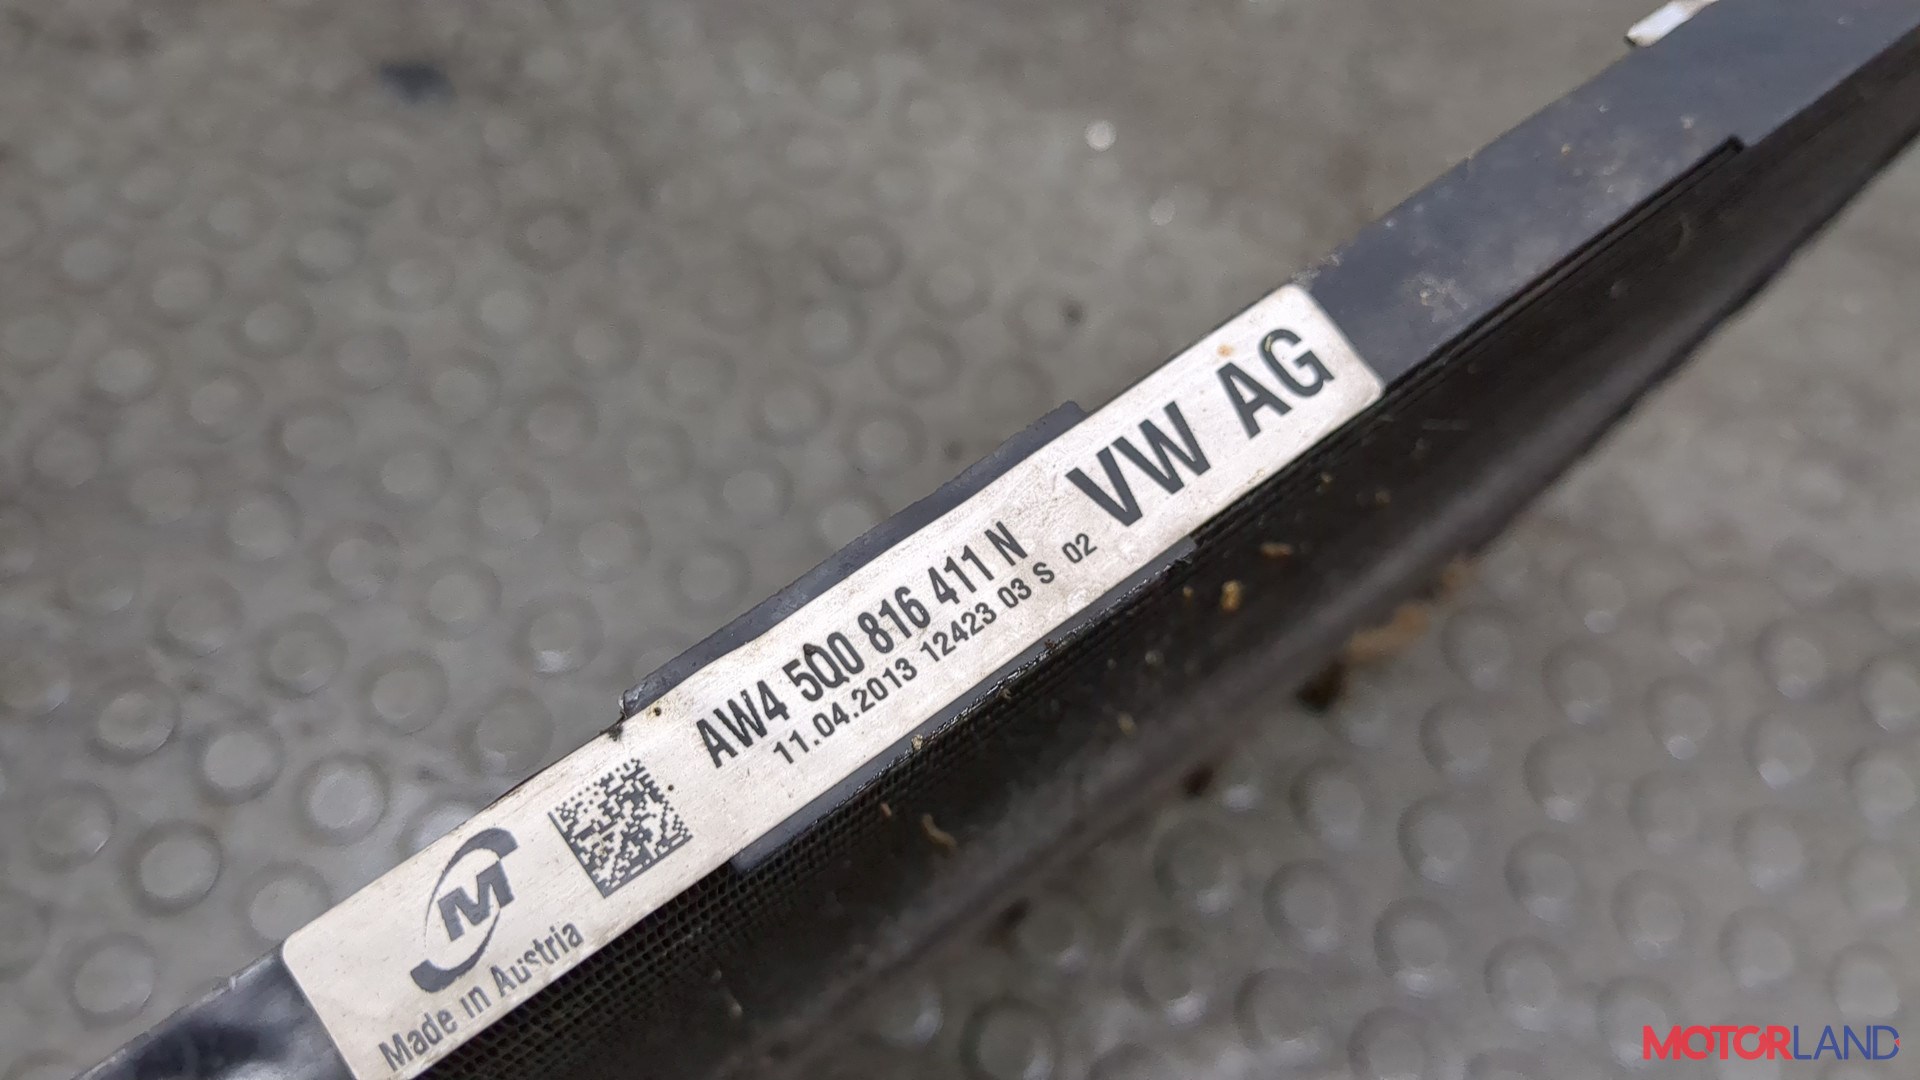 VW AG
AW4 5Q0 816 411 N
11.04.2013 12423 03 S 02
M
Made in Austria
MOTORLAND